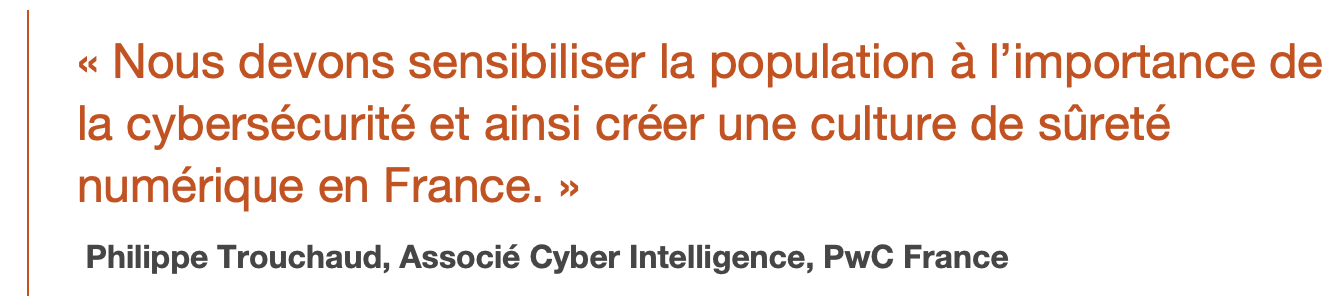 « Nous devons sensibiliser la population à l’importance de
la cybersécurité et ainsi créer une culture de sûreté
numérique en France. »
Philippe Trouchaud, Associé Cyber Intelligence, PwC France